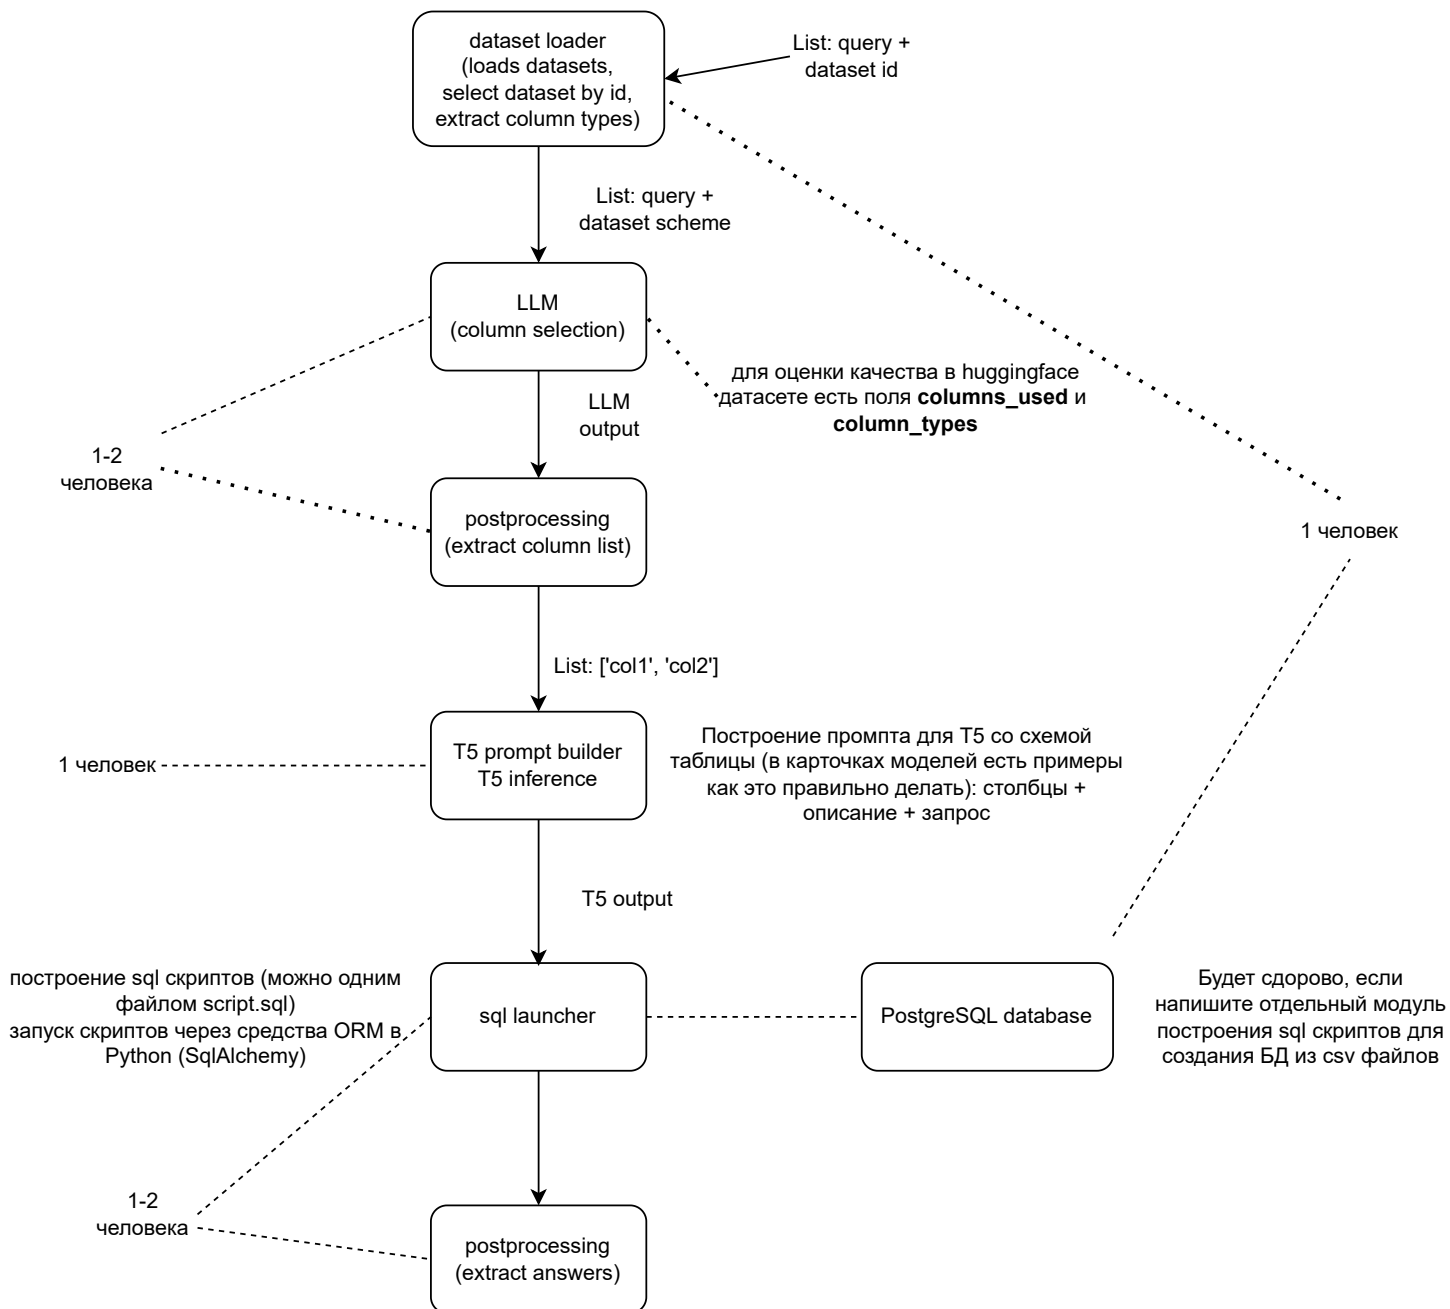 dataset loader
(loads datasets,
select dataset by id,
extract column types)
List: query +
dataset id
List: query +
dataset scheme
LLM
(column selection)
для оценки качества в huggingface
датасете есть поля columns_used и
column_types
LLM
output
1-2
человека
postprocessing
(extract column list)
1 человек
List: ['col1', 'col2']
1 человек
T5 prompt builder
T5 inference
Построение промпта для T5 со схемой
таблицы (в карточках моделей есть примеры
как это правильно делать): столбцы +
описание + запрос
T5 output
построение sql скриптов (можно одним
файлом script.sql)
запуск скриптов через средства ORM в
Python (SqlAlchemy)
sql launcher
PostgreSQL database
Будет сдорово, если
напишите отдельный модуль
построения sql скриптов для
создания БД из csv файлов
1-2
человека
postprocessing
(extract answers)